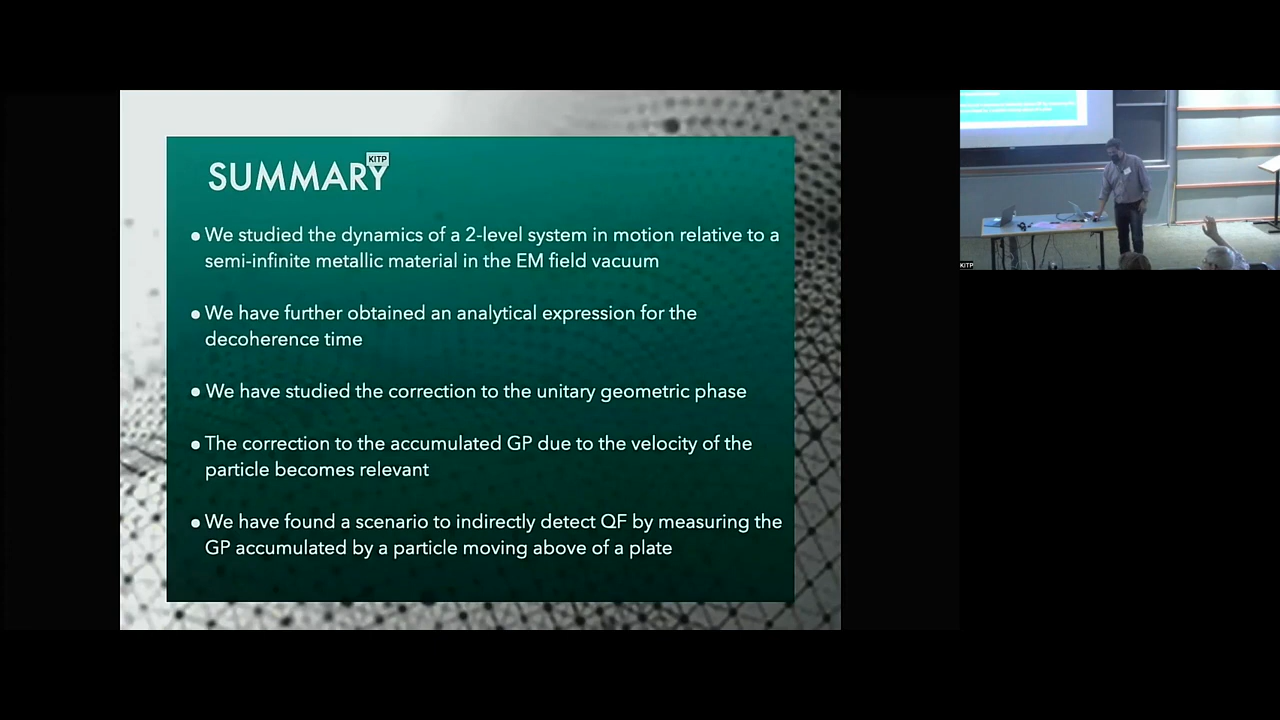 SUMMARY
KITP
• We studied the dynamics of a 2-level system in motion relative to a
semi-infinite metallic material in the EM field vacuum
• We have further obtained an analytical expression for the
decoherence time
• We have studied the correction to the unitary geometric phase
• The correction to the accumulated GP due to the velocity of the
particle becomes relevant
• We have found a scenario to indirectly detect QF by measuring the
GP accumulated by a particle moving above of a plate
KITP